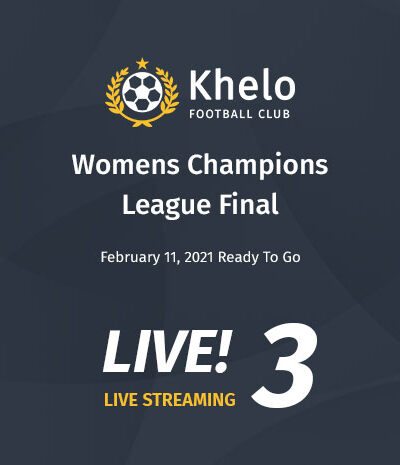 Khelo
FOOTBALL CLUB
Womens Champions
League Final
February 11, 2021 Ready To Go
LIVE! 3
LIVE STREAMING